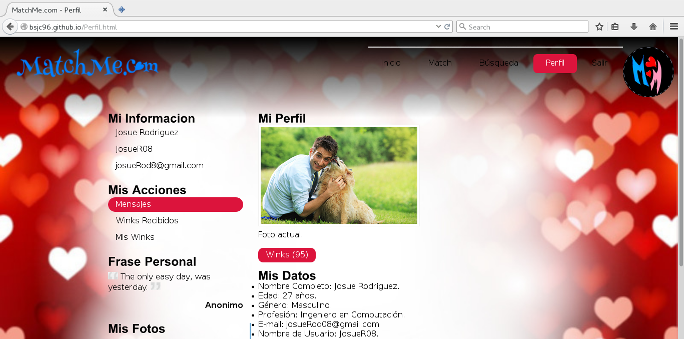 MatchMe.com - Perfil
bsjc96.github.io/Perfil.html
Search
MatchMe.com
Inicio
Match
Búsqueda
Perfil
Salir
Mi Informacion
Josue Rodriguez
JosueR08
josueRod8@gmail.com
Mis Acciones
Mensajes
Winks Recibidos
Mis Winks
Frase Personal
The only easy day, was
yesterday.
Anonimo
Mis Fotos
Mi Perfil
Foto actual
Winks (95)
Mis Datos
Nombre Completo: Josue Rodriguez.
Edad: 27 años.
Género: Masculino
Profesión: Ingeniero en Computación.
E-mail: josueRod08@gmail.com
Nombre de Usuario: JosueR08.